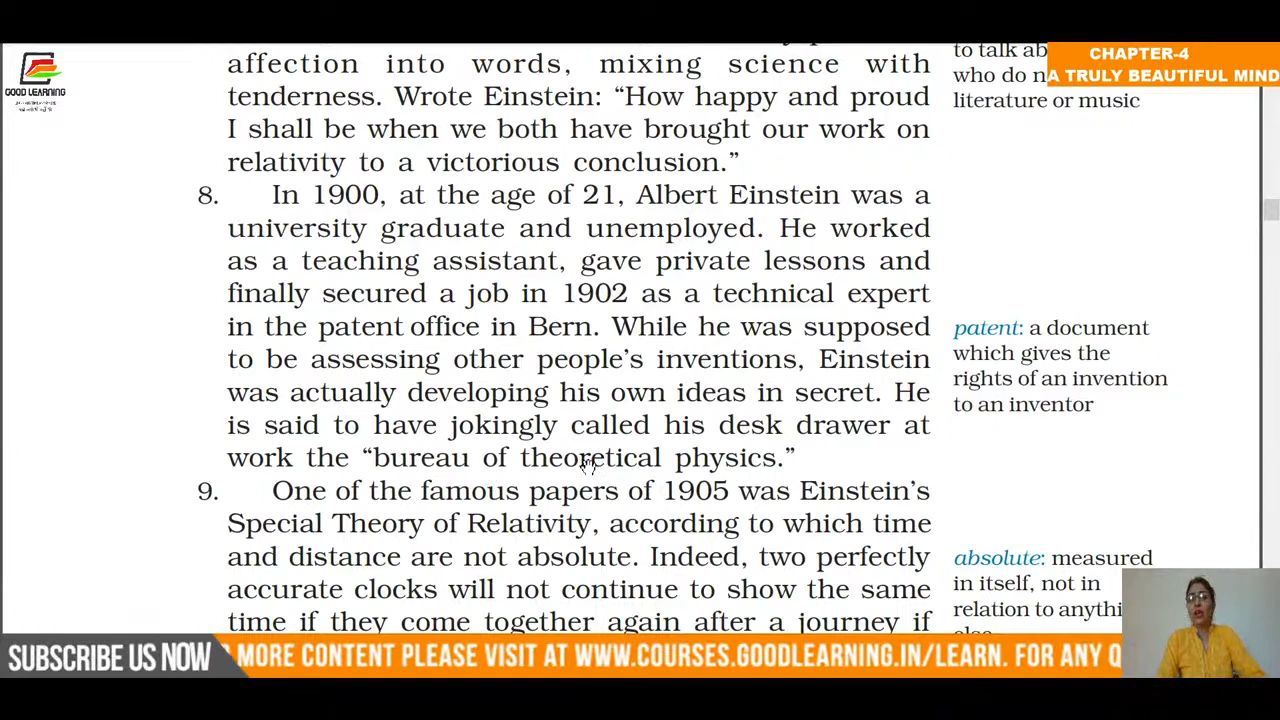 GOOD LEARNING
CHAPTER-4
A TRULY BEAUTIFUL MIND
affection into words, mixing science with
tenderness. Wrote Einstein: “How happy and proud
I shall be when we both have brought our work on
relativity to a victorious conclusion.”
to talk
who do
literature or music
8. In 1900, at the age of 21, Albert Einstein was a
university graduate and unemployed. He worked
as a teaching assistant, gave private lessons and
finally secured a job in 1902 as a technical expert
in the patent office in Bern. While he was supposed
to be assessing other people’s inventions, Einstein
was actually developing his own ideas in secret. He
is said to have jokingly called his desk drawer at
work the “bureau of theoretical physics.”
patent: a document
which gives the
rights of an invention
to an inventor
9. One of the famous papers of 1905 was Einstein’s
Special Theory of Relativity, according to which time
and distance are not absolute. Indeed, two perfectly
accurate clocks will not continue to show the same
time if they come together again after a journey if
absolute: measured
in itself, not in
relation to
SUBSCRIBE US NOW
MORE CONTENT PLEASE VISIT AT WWW.COURSES.GOODLEARNING.IN/LEARN. FOR ANY